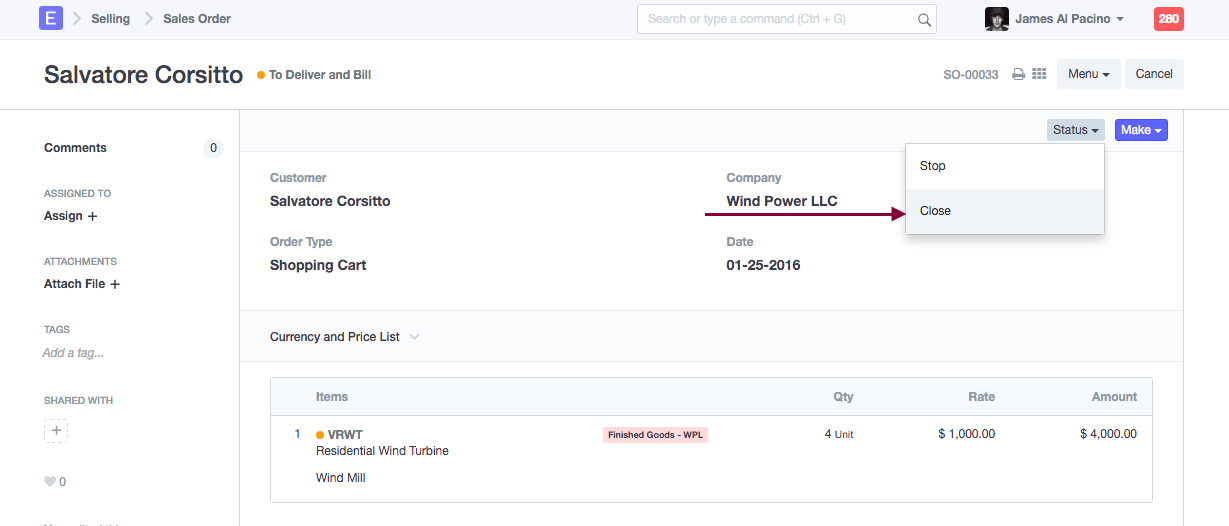 E Selling Sales Order Search or type a command (Ctrl + G) James Al Pacino 280
Salvatore Corsitto To Deliver and Bill SO-00033 Menu Cancel
Status Make
Comments 0
Stop
Customer Company
ASSIGNED TO
Salvatore Corsitto Wind Power LLC
Close
Assign +
Order Type Date
ATTACHMENTS
Shopping Cart 01-25-2016
Attach File +
TAGS
Currency and Price List
Add a tag...
SHARED WITH
Items Qty Rate Amount
+
1 VRWT Finished Goods - WPL 4 Unit $ 1,000.00 $ 4,000.00
Residential Wind Turbine
Wind Mill
0